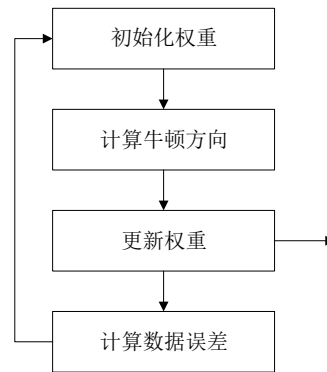 初始化权重
计算牛顿方向
更新权重
计算数据误差